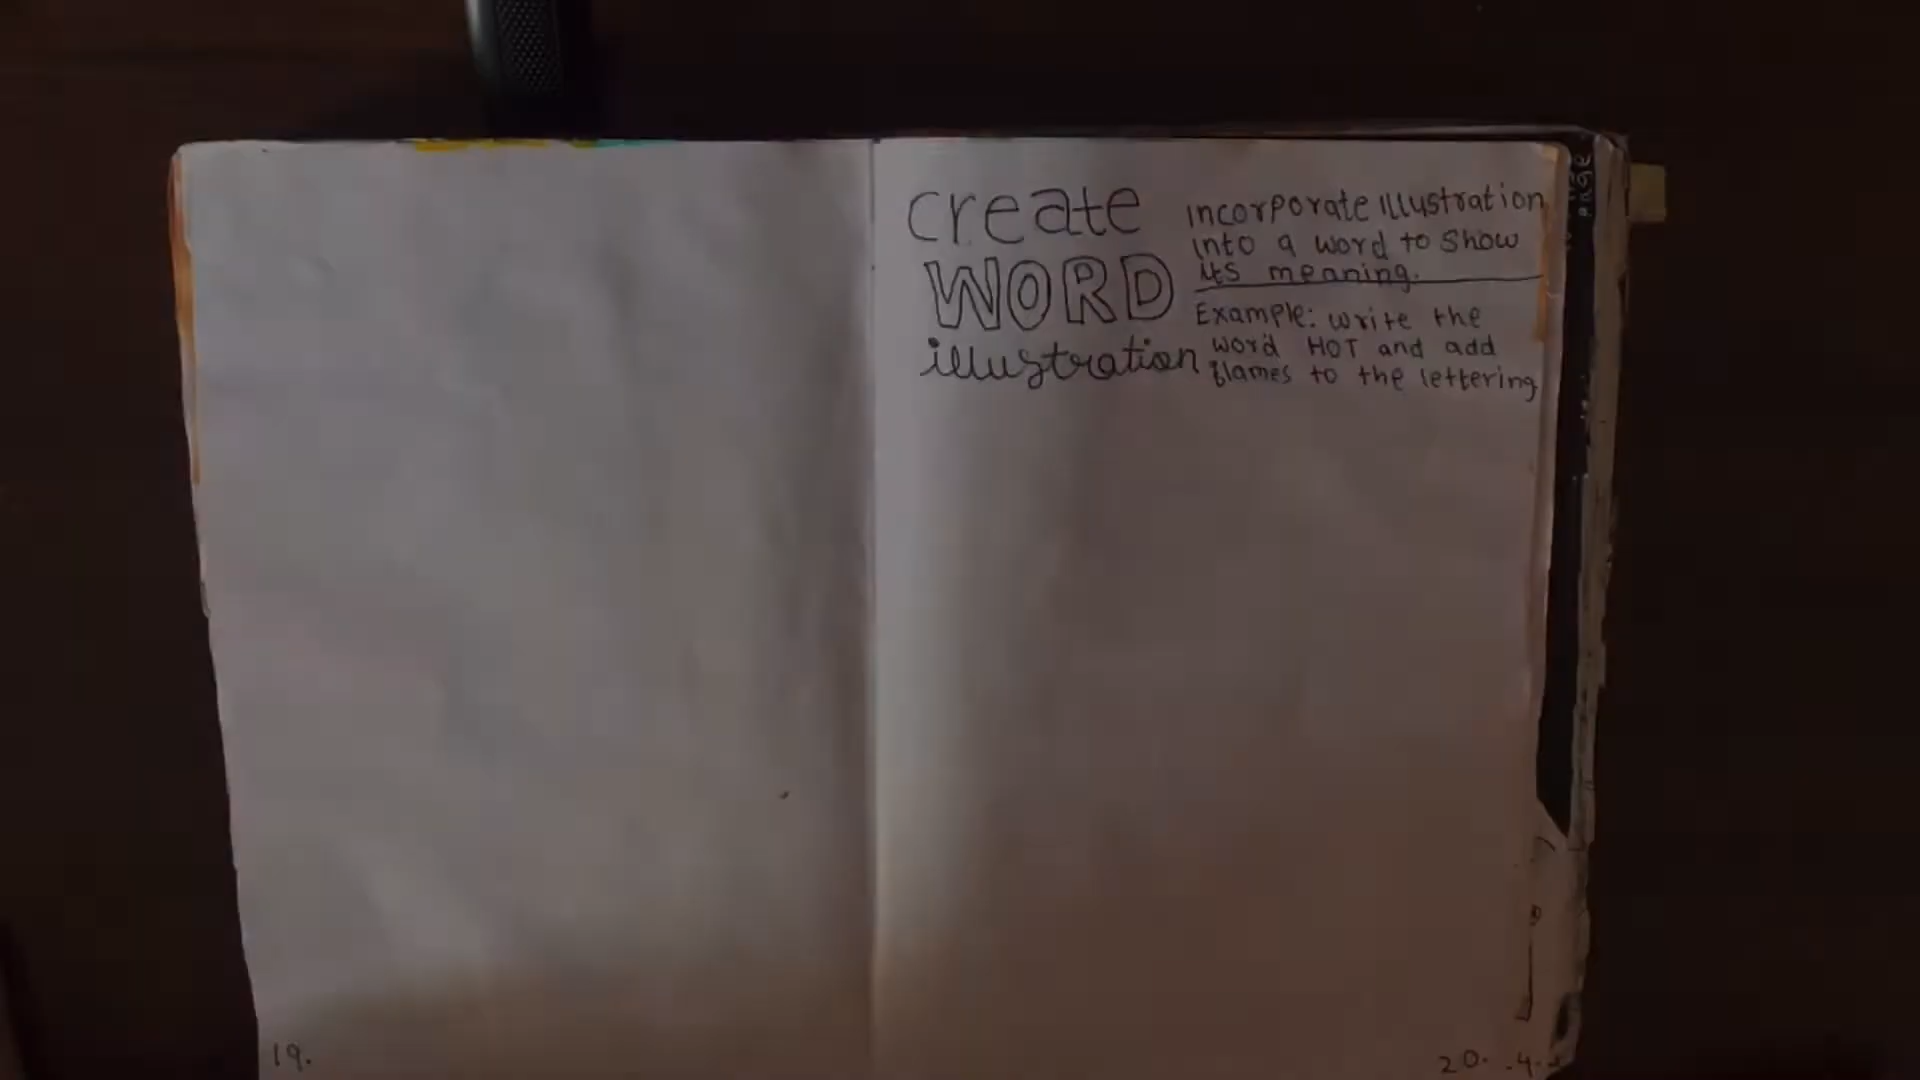 create
WORD
illustration
incorporate illustration
into a word to show
its meaning.
Example: write the
word HOT and add
flames to the lettering
page
19.
20.